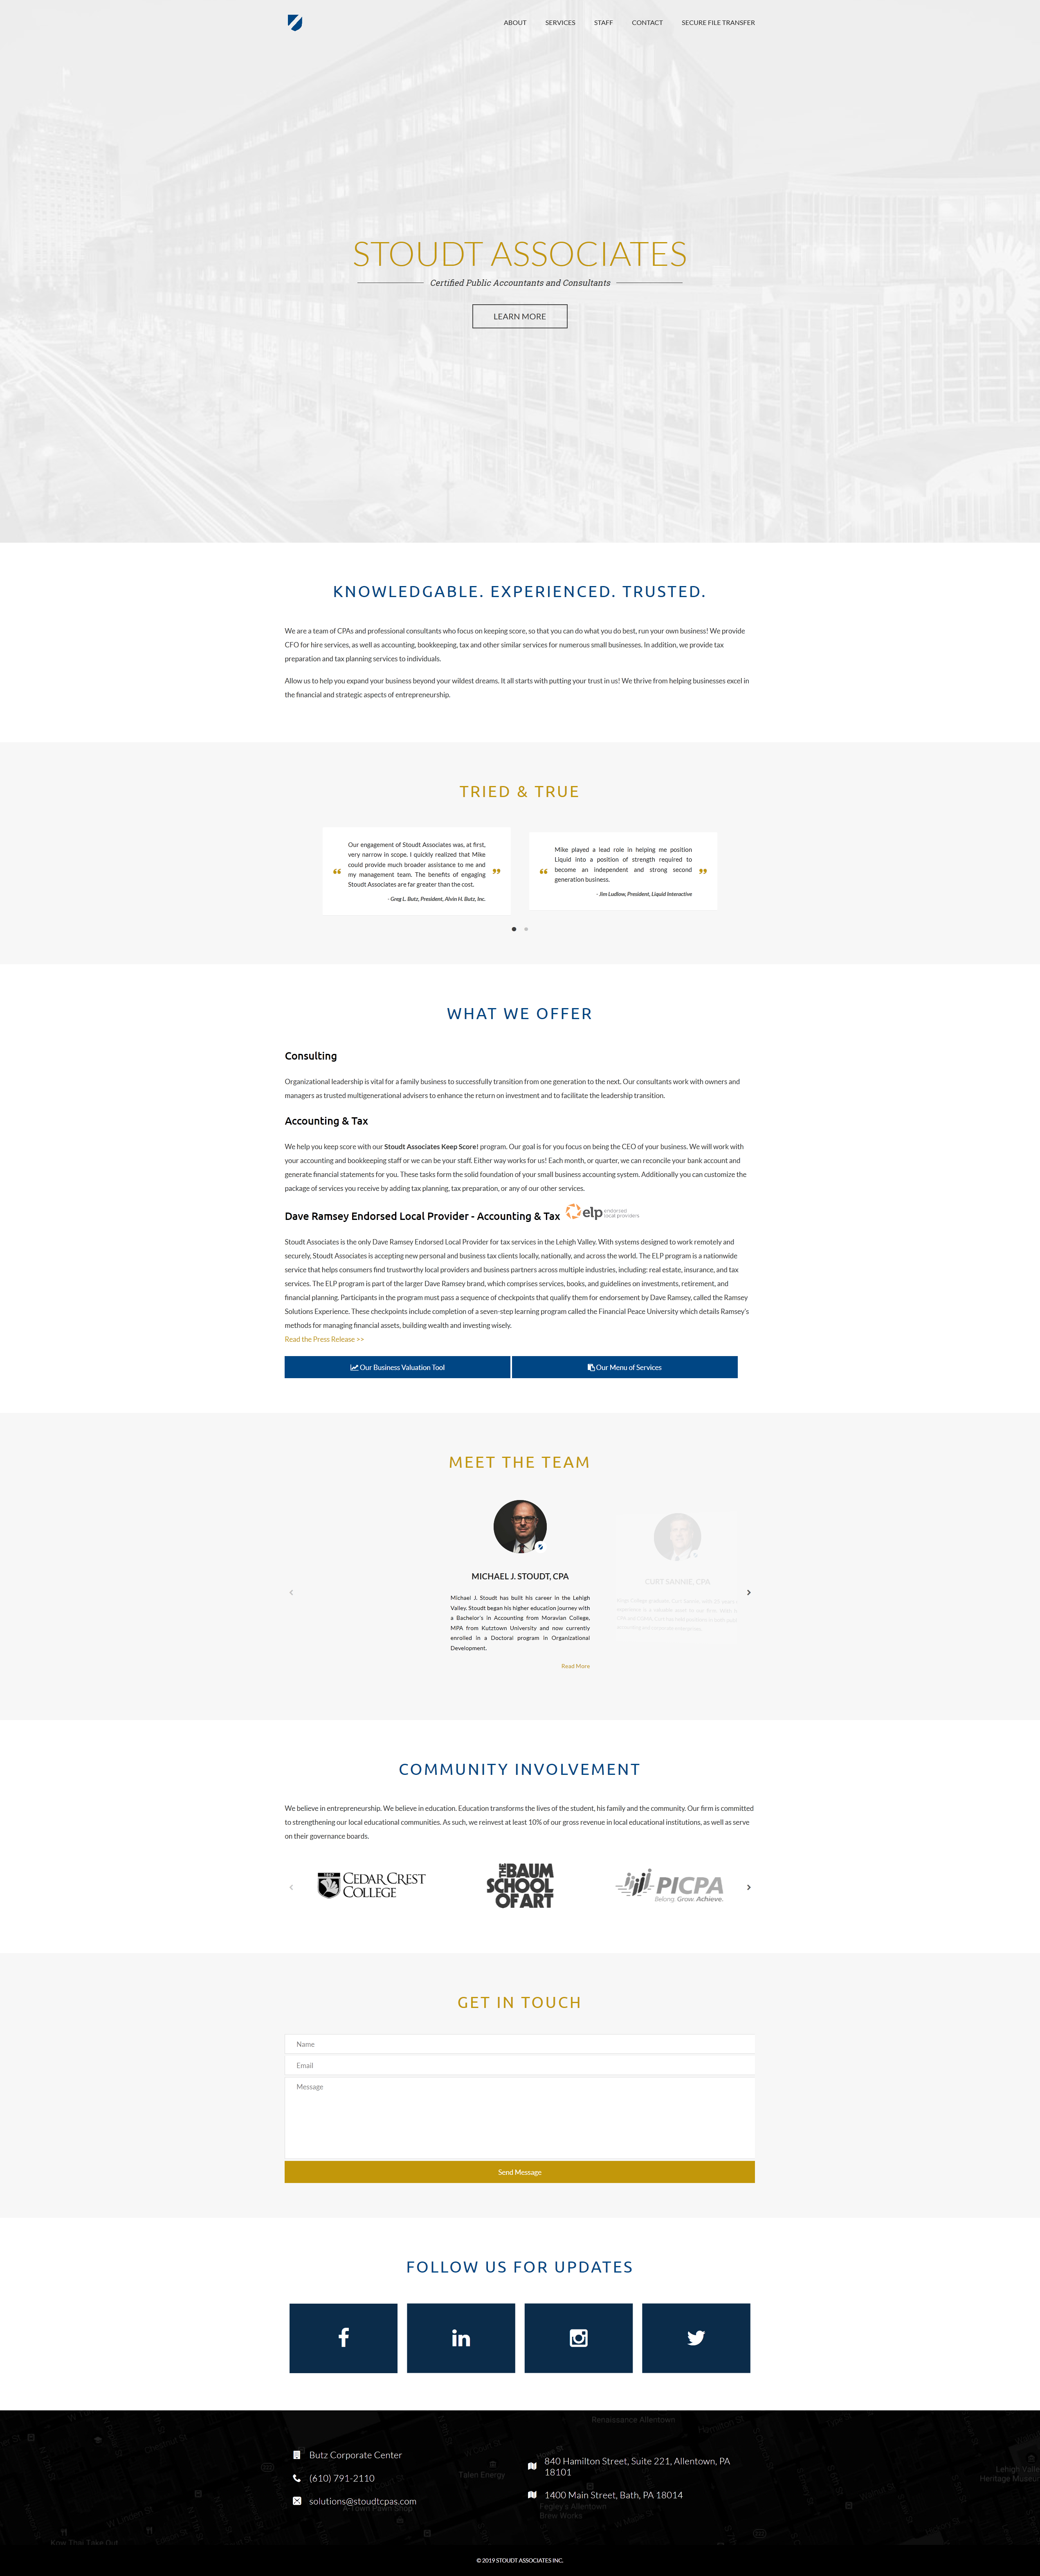 ABOUT SERVICES STAFF CONTACT SECURE FILE TRANSFER
STOUDT ASSOCIATES
Certified Public Accountants and Consultants
LEARN MORE
KNOWLEDGABLE. EXPERIENCED. TRUSTED.
We are a team of CPAs and professional consultants who focus on keeping score, so that you can do what you do best, run your own business! We provide
CFO for hire services, as well as accounting, bookkeeping, tax and other similar services for numerous small businesses. In addition, we provide tax
preparation and tax planning services to individuals.
Allow us to help you expand your business beyond your wildest dreams. It all starts with putting your trust in us! We thrive from helping businesses excel in
the financial and strategic aspects of entrepreneurship.
TRIED & TRUE
Our engagement of Stoudt Associates was, at first,
very narrow in scope. I quickly realized that Mike
could provide much broader assistance to me and
my management team. The benefits of engaging
Stoudt Associates are far greater than the cost.
- Greg L. Butz, President, Alvin H. Butz, Inc.
Mike played a lead role in helping me position
Liquid into a position of strength required to
become an independent and strong second
generation business.
- Jim Ludlow, President, Liquid Interactive
WHAT WE OFFER
Consulting
Organizational leadership is vital for a family business to successfully transition from one generation to the next. Our consultants work with owners and
managers as trusted multigenerational advisers to enhance the return on investment and to facilitate the leadership transition.
Accounting & Tax
We help you keep score with our Stoudt Associates Keep Score! program. Our goal is for you focus on being the CEO of your business. We will work with
your accounting and bookkeeping staff or we can be your staff. Either way works for us! Each month, or quarter, we can reconcile your bank account and
generate financial statements for you. These tasks form the solid foundation of your small business accounting system. Additionally you can customize the
package of services you receive by adding tax planning, tax preparation, or any of our other services.
Dave Ramsey Endorsed Local Provider - Accounting & Tax elp endorsed local providers
Stoudt Associates is the only Dave Ramsey Endorsed Local Provider for tax services in the Lehigh Valley. With systems designed to work remotely and
securely, Stoudt Associates is accepting new personal and business tax clients locally, nationally, and across the world. The ELP program is a nationwide
service that helps consumers find trustworthy local providers and business partners across multiple industries, including: real estate, insurance, and tax
services. The ELP program is part of the larger Dave Ramsey brand, which comprises services, books, and guidelines on investments, retirement, and
financial planning. Participants in the program must pass a sequence of checkpoints that qualify them for endorsement by Dave Ramsey, called the Ramsey
Solutions Experience. These checkpoints include completion of a seven-step learning program called the Financial Peace University which details Ramsey's
methods for managing financial assets, building wealth and investing wisely.
Read the Press Release >>
Our Business Valuation Tool
Our Menu of Services
MEET THE TEAM
MICHAEL J. STOUDT, CPA
Michael J. Stoudt has built his career in the Lehigh
Valley. Stoudt began his higher education journey with
a Bachelor's in Accounting from Moravian College,
MPA from Kutztown University and now currently
enrolled in a Doctoral program in Organizational
Development.
Read More
CURT SANNIE, CPA
COMMUNITY INVOLVEMENT
We believe in entrepreneurship. We believe in education. Education transforms the lives of the student, his family and the community. Our firm is committed
to strengthening our local educational communities. As such, we reinvest at least 10% of our gross revenue in local educational institutions, as well as serve
on their governance boards.
1867
CEDAR CREST
COLLEGE
THE BAUM
SCHOOL
OF ART
PICPA
Belong. Grow. Achieve.
GET IN TOUCH
Name
Email
Message
Send Message
FOLLOW US FOR UPDATES
Renaissance Allentown
Butz Corporate Center
(610) 791-2110
solutions@stoudtcpas.com
840 Hamilton Street, Suite 221, Allentown, PA
18101
1400 Main Street, Bath, PA 18014
Talen Energy
A-Town Pawn Shop
Fegley's Allentown
Brew Works
Lehigh Valle
Heritage Museu
Kow Thai Take Out
© 2019 STOUDT ASSOCIATES INC.